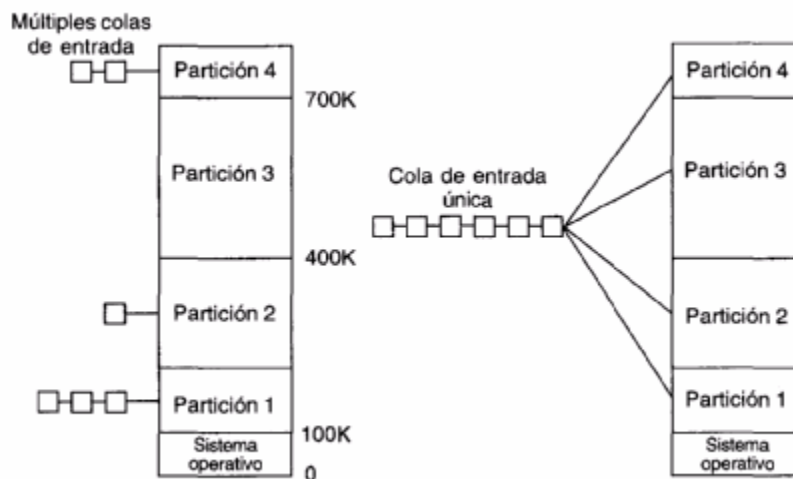 Múltiples colas
de entrada
Partición 4
700K
Partición 3
400K
Partición 2
Partición 1
100K
Sistema
operativo
0
Cola de entrada
única
Partición 4
Partición 3
Partición 2
Partición 1
Sistema
operativo